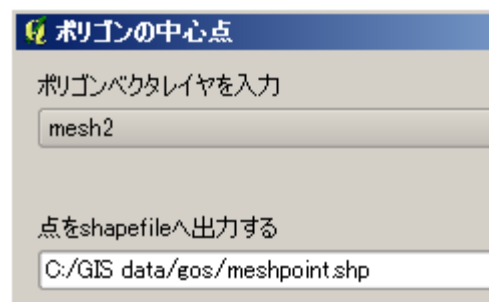 ポリゴンの中心点
ポリゴンベクタレイヤを入力
mesh2
点をshapefileへ出力する
C:/GIS data/gos/meshpoint.shp